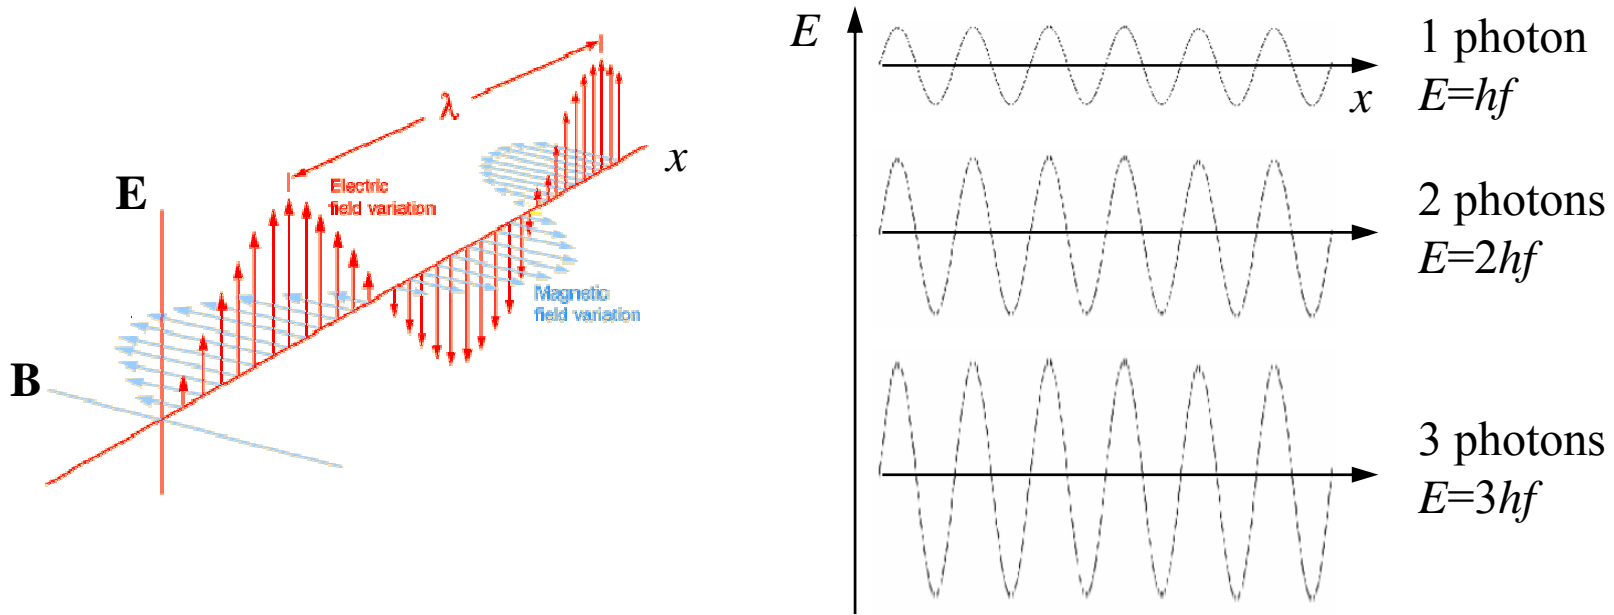 λ
x
E
Electric
field variation
Magnetic
field variation
B
E
x
1 photon
E=hf
2 photons
E=2hf
3 photons
E=3hf